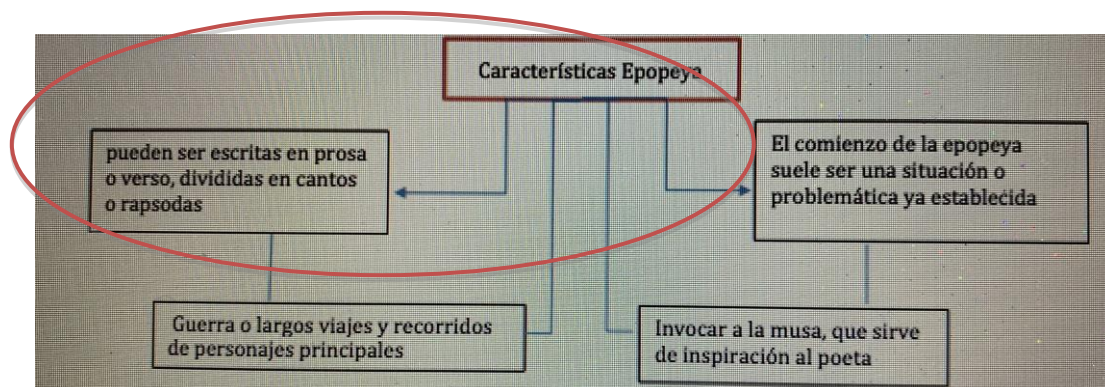 Características Epopeya
pueden ser escritas en prosa
o verso, divididas en cantos
o rapsodas
El comienzo de la epopeya
suele ser una situación o
problemática ya establecida
Guerra o largos viajes y recorridos
de personajes principales
Invocar a la musa, que sirve
de inspiración al poeta